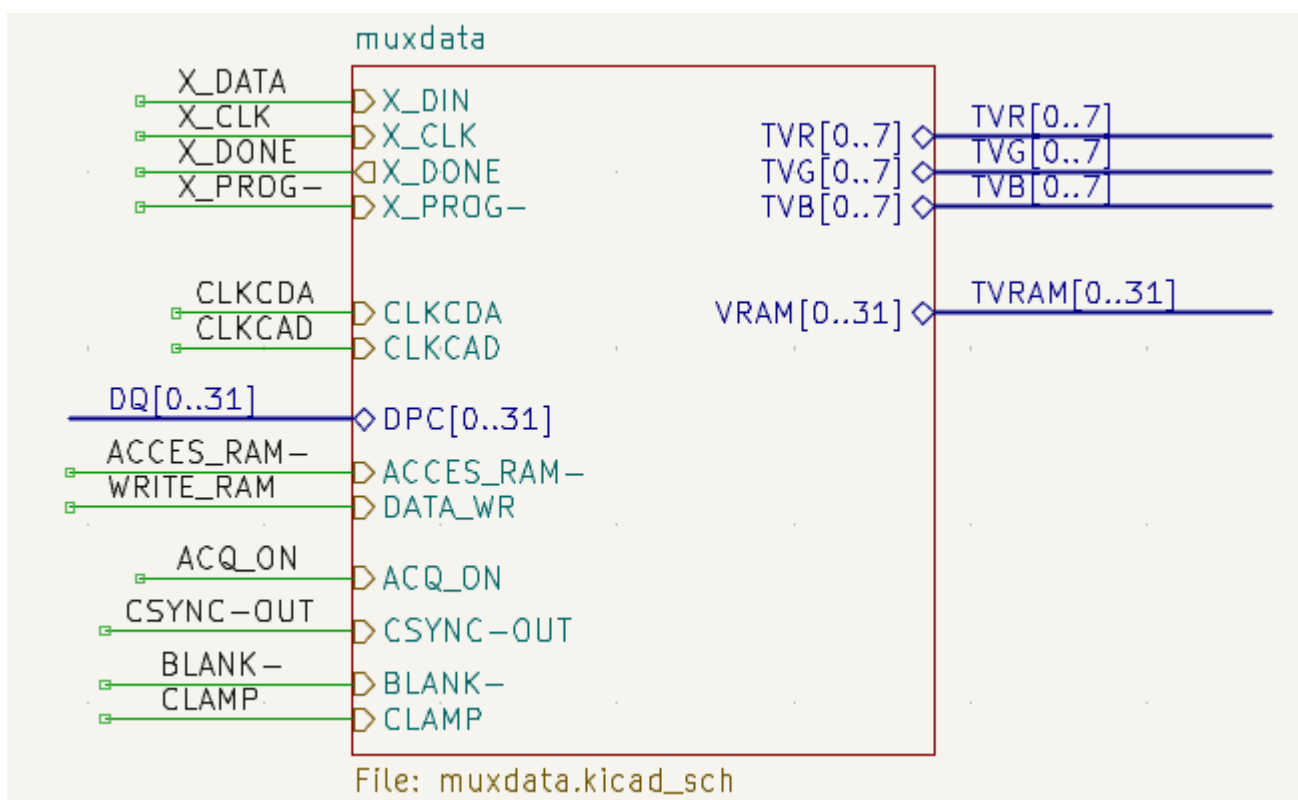 muxdata
X_DATA
X_DIN
X_CLK
X_CLK
X_DONE
X_DONE
X_PROG-
X_PROG-
TVR[0..7]
TVR[0..7]
TVG[0..7]
TVG[0..7]
TVB[0..7]
TVB[0..7]
CLKCDA
CLKCDA
CLKCAD
CLKCAD
VRAM[0..31]
TVRAM[0..31]
DQ[0..31]
DPC[0..31]
ACCES_RAM-
ACCES_RAM-
WRITE_RAM
DATA_WR
ACQ_ON
ACQ_ON
CSYNC-OUT
CSYNC-OUT
BLANK-
BLANK-
CLAMP
CLAMP
File: muxdata.kicad_sch